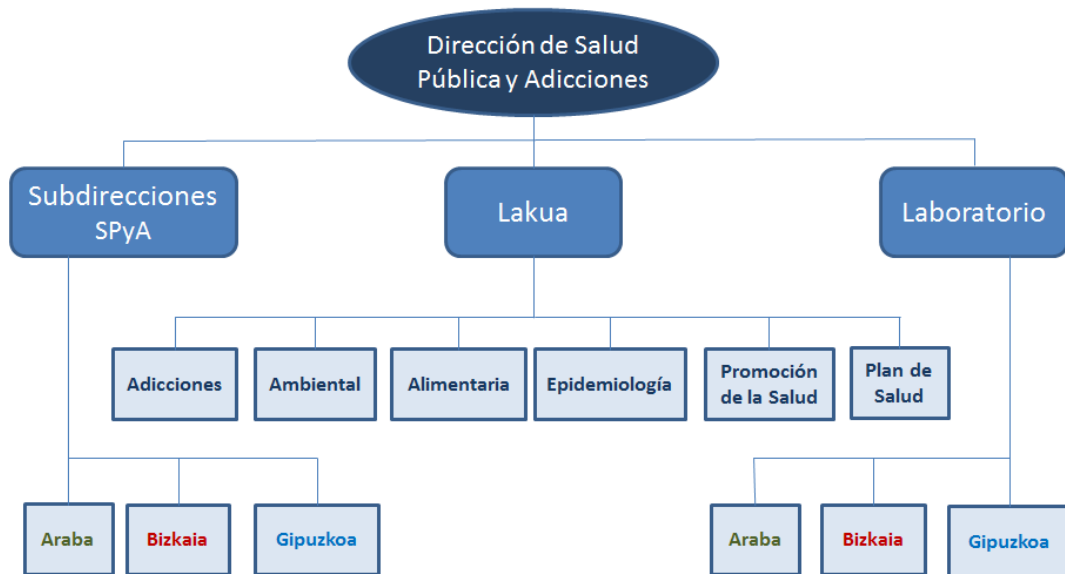 Dirección de Salud
Pública y Adicciones
Subdirecciones
SPyA
Lakua
Laboratorio
Adicciones
Ambiental
Alimentaria
Epidemiología
Promoción
de la Salud
Plan de
Salud
Araba
Bizkaia
Gipuzkoa
Araba
Bizkaia
Gipuzkoa